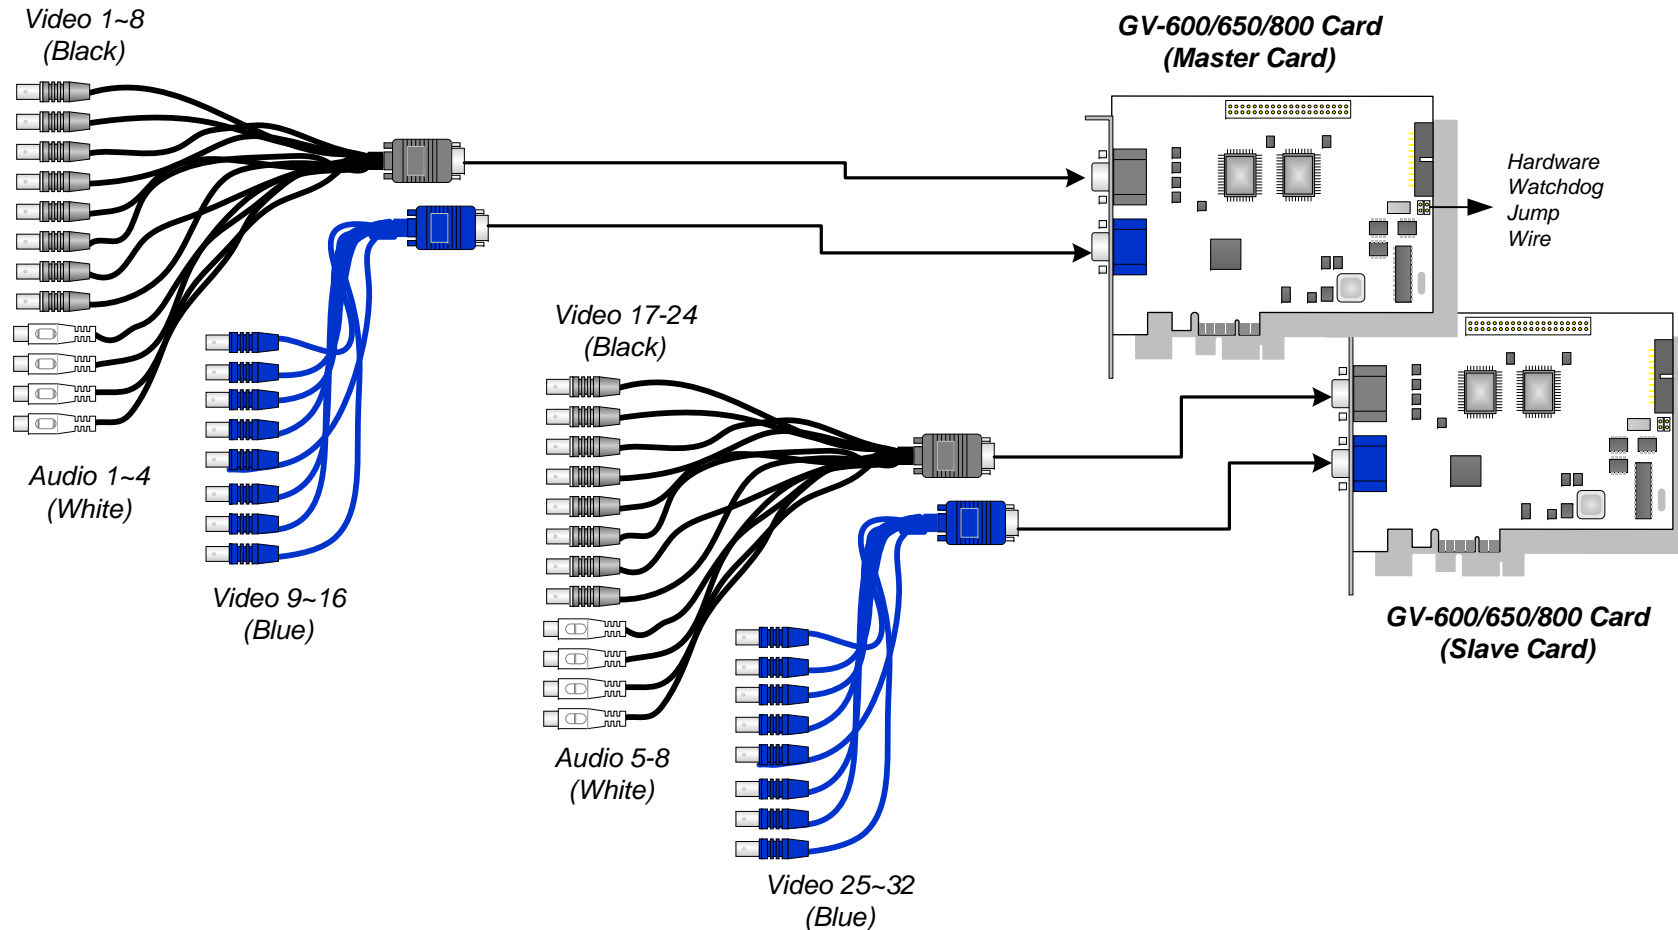 Video 1~8
(Black)
GV-600/650/800 Card
(Master Card)
Hardware
Watchdog
Jump
Wire
Video 17-24
(Black)
Audio 1~4
(White)
Video 9~16
(Blue)
GV-600/650/800 Card
(Slave Card)
Audio 5-8
(White)
Video 25~32
(Blue)